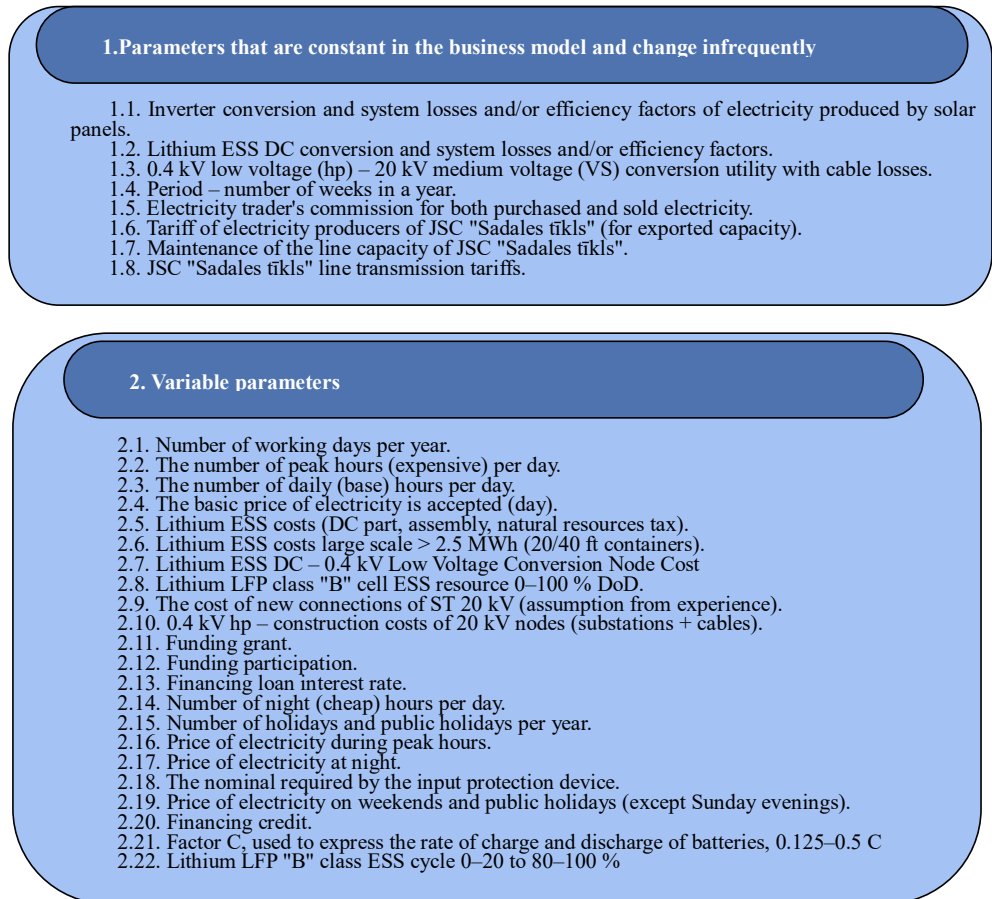 1.Parameters that are constant in the business model and change infrequently
1.1. Inverter conversion and system losses and/or efficiency factors of electricity produced by solar
panels.
1.2. Lithium ESS DC conversion and system losses and/or efficiency factors.
1.3. 0.4 kV low voltage (hp) – 20 kV medium voltage (VS) conversion utility with cable losses.
1.4. Period – number of weeks in a year.
1.5. Electricity trader's commission for both purchased and sold electricity.
1.6. Tariff of electricity producers of JSC "Sadales tīkls" (for exported capacity).
1.7. Maintenance of the line capacity of JSC "Sadales tīkls".
1.8. JSC "Sadales tīkls" line transmission tariffs.
2. Variable parameters
2.1. Number of working days per year.
2.2. The number of peak hours (expensive) per day.
2.3. The number of daily (base) hours per day.
2.4. The basic price of electricity is accepted (day).
2.5. Lithium ESS costs (DC part, assembly, natural resources tax).
2.6. Lithium ESS costs large scale > 2.5 MWh (20/40 ft containers).
2.7. Lithium ESS DC – 0.4 kV Low Voltage Conversion Node Cost
2.8. Lithium LFP class "B" cell ESS resource 0–100 % DoD.
2.9. The cost of new connections of ST 20 kV (assumption from experience).
2.10. 0.4 kV hp – construction costs of 20 kV nodes (substations + cables).
2.11. Funding grant.
2.12. Funding participation.
2.13. Financing loan interest rate.
2.14. Number of night (cheap) hours per day.
2.15. Number of holidays and public holidays per year.
2.16. Price of electricity during peak hours.
2.17. Price of electricity at night.
2.18. The nominal required by the input protection device.
2.19. Price of electricity on weekends and public holidays (except Sunday evenings).
2.20. Financing credit.
2.21. Factor C, used to express the rate of charge and discharge of batteries, 0.125–0.5 C
2.22. Lithium LFP "B" class ESS cycle 0–20 to 80–100 %